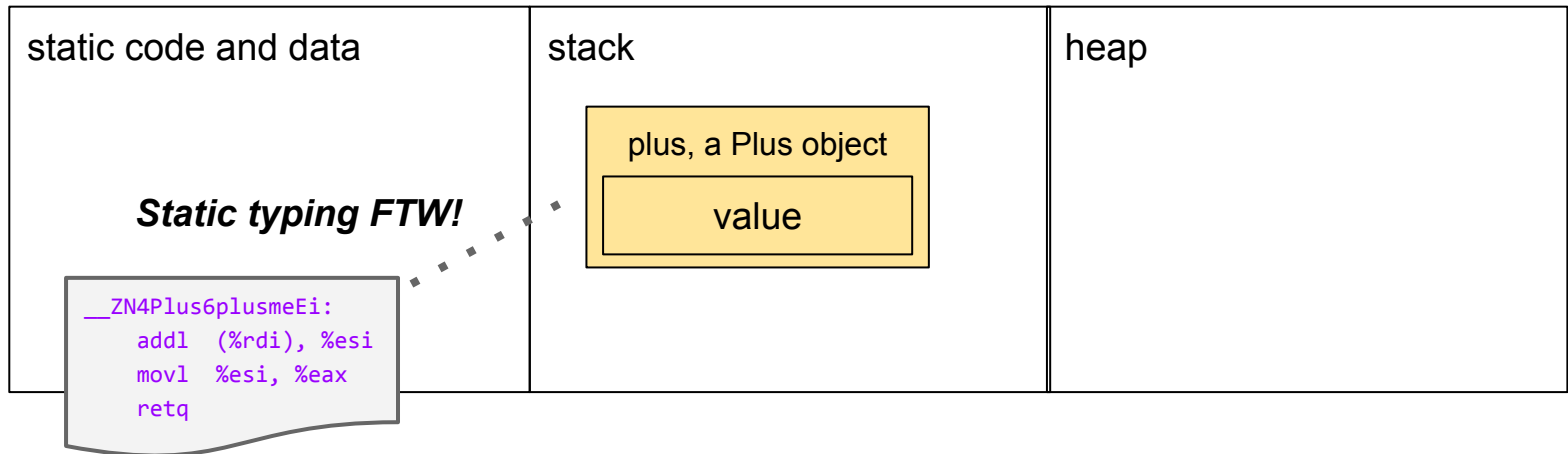 static code and data
stack
heap
plus, a Plus object
value
Static typing FTW!
__ZN4Plus6plusmeEi:
addl (%rdi), %esi
movl %esi, %eax
retq